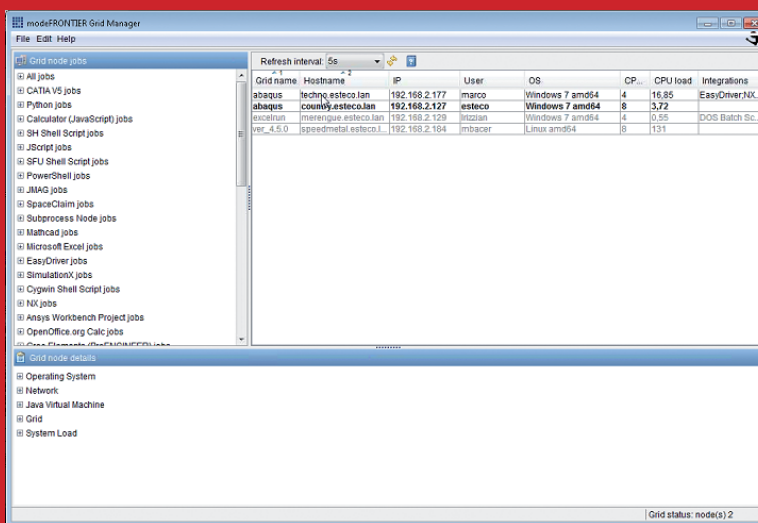 modeFRONTIER Grid Manager
File Edit Help
Grid node jobs
All jobs
CATIA V5 jobs
Python jobs
Calculator (JavaScript) jobs
SH Shell Script jobs
JScript jobs
SFU Shell Script jobs
PowerShell jobs
JMAG jobs
SpaceClaim jobs
Subprocess Node jobs
Mathcad jobs
Microsoft Excel jobs
EasyDriver jobs
SimulationX jobs
Cygwin Shell Script jobs
NX jobs
Ansys Workbench Project jobs
OpenOffice.org Calc jobs
Refresh interval: 5s
Grid name 1 Hostname 2 IP User OS CP... CPU load Integrations
abaqus techno.esteco.lan 192.168.2.177 marco Windows 7 amd64 4 16,85 EasyDriver;NX...
abaqus country.esteco.lan 192.168.2.127 esteco Windows 7 amd64 8 3,72
excelrun merengue.esteco.lan 192.168.2.129 Windows 7 amd64 4 0,55 DOS Batch Sc...
ver_4.5.0 speedmetal.esteco.l... 192.168.2.184 mbacer Linux amd64 8 131
Grid node details
Operating System
Network
Java Virtual Machine
Grid
System Load
Grid status: node(s) 2